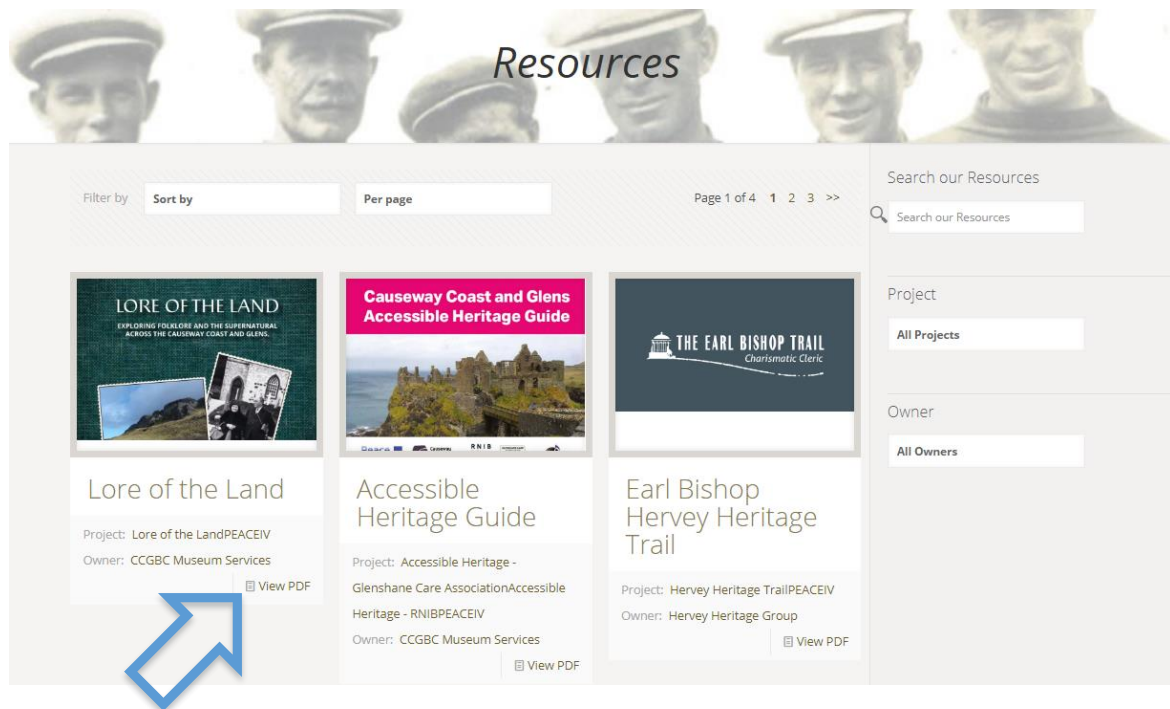 Resources
Filter by
Sort by
Per page
Page 1 of 4 1 2 3 >>
Search our Resources
Search our Resources
Project
All Projects
Owner
All Owners
LORE OF THE LAND
EXPLORING FOLKLORE AND THE SUPERNATURAL
ACROSS THE CAUSEWAY COAST AND GLENS.
Lore of the Land
Project: Lore of the LandPEACEIV
Owner: CCGBC Museum Services
View PDF
Causeway Coast and Glens
Accessible Heritage Guide
Peace
Causeway
RNIB
Accessible
Heritage Guide
Project: Accessible Heritage -
Glenshane Care AssociationAccessible
Heritage - RNIBPEACEIV
Owner: CCGBC Museum Services
View PDF
THE EARL BISHOP TRAIL
Charismatic Cleric
Earl Bishop
Hervey Heritage
Trail
Project: Hervey Heritage TrailPEACEIV
Owner: Hervey Heritage Group
View PDF